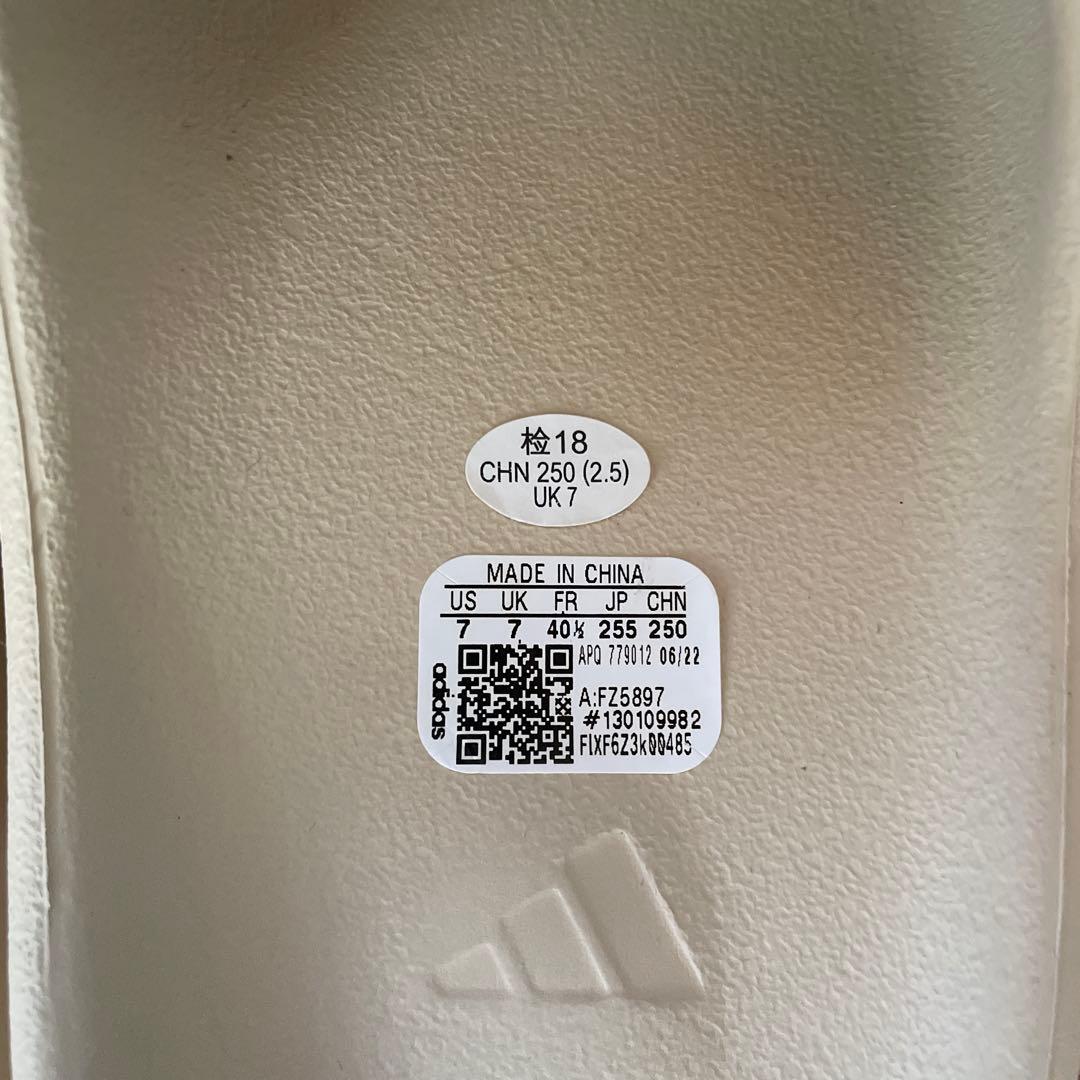 检18
CHN 250 (2.5)
UK 7
MADE IN CHINA
US UK FR JP CHN
7 7 40½ 255 250
APQ 779012 06/22
adidas
A:FZ5897
#130109982
FIXF6Z3k00485